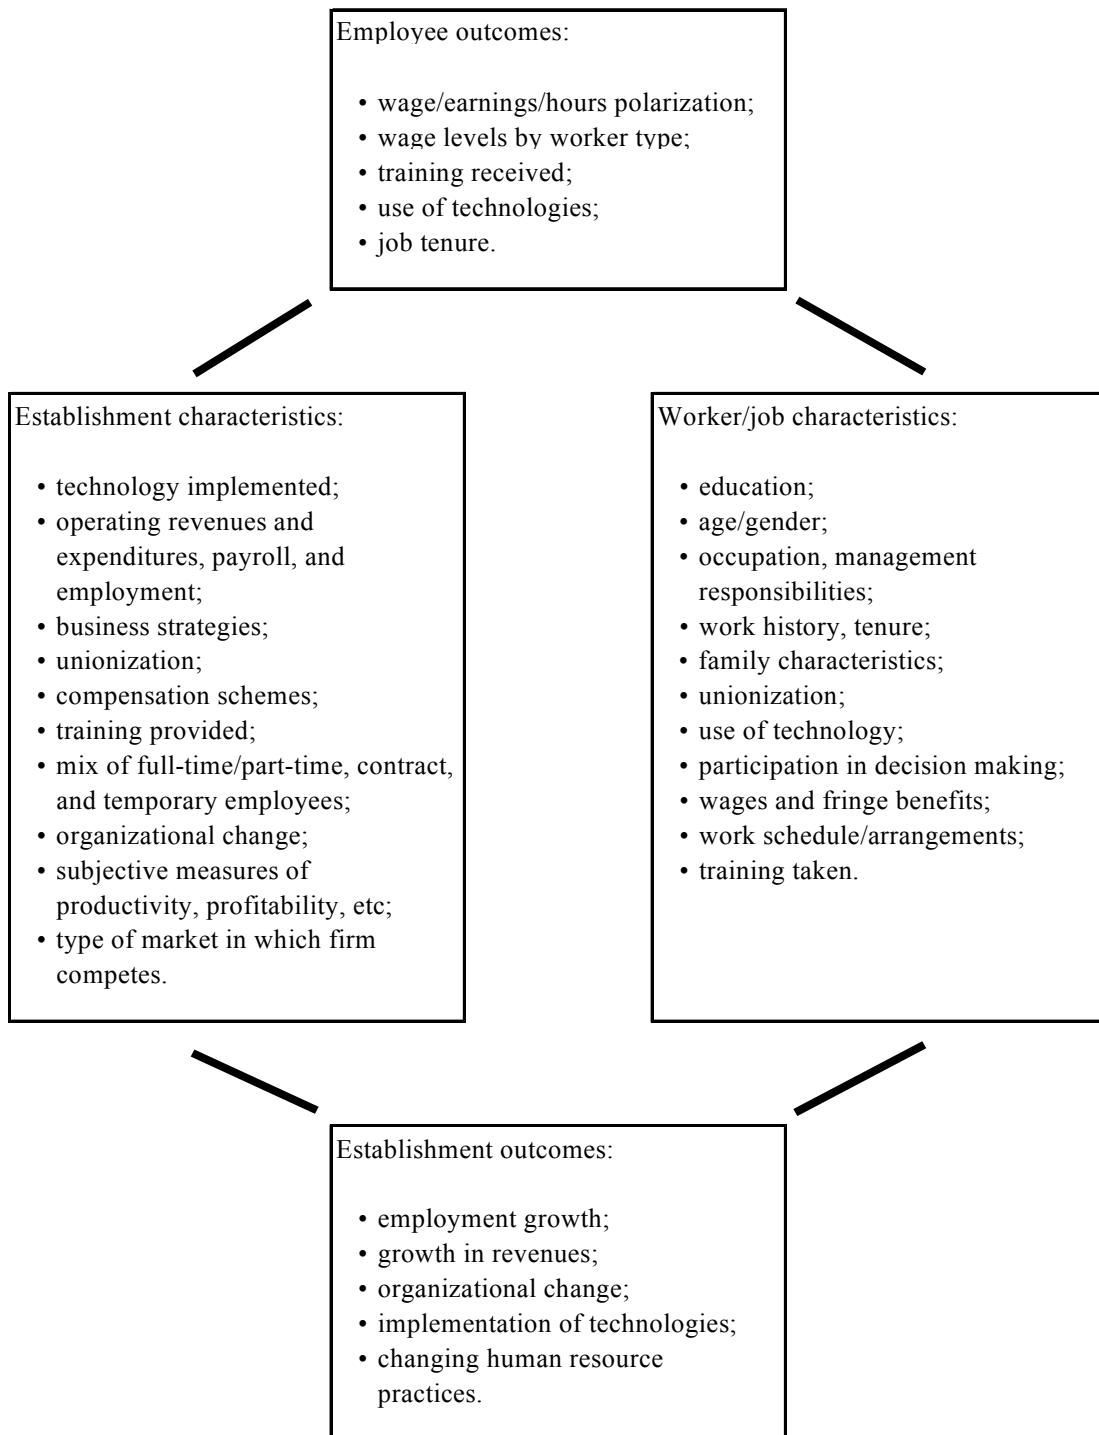 Employee outcomes:
• wage/earnings/hours polarization;
• wage levels by worker type;
• training received;
• use of technologies;
• job tenure.
Establishment characteristics:
• technology implemented;
• operating revenues and
expenditures, payroll, and
employment;
• business strategies;
• unionization;
• compensation schemes;
• training provided;
• mix of full-time/part-time, contract,
and temporary employees;
• organizational change;
• subjective measures of
productivity, profitability, etc;
• type of market in which firm
competes.
Worker/job characteristics:
• education;
• age/gender;
• occupation, management
responsibilities;
• work history, tenure;
• family characteristics;
• unionization;
• use of technology;
• participation in decision making;
• wages and fringe benefits;
• work schedule/arrangements;
• training taken.
Establishment outcomes:
• employment growth;
• growth in revenues;
• organizational change;
• implementation of technologies;
• changing human resource
practices.